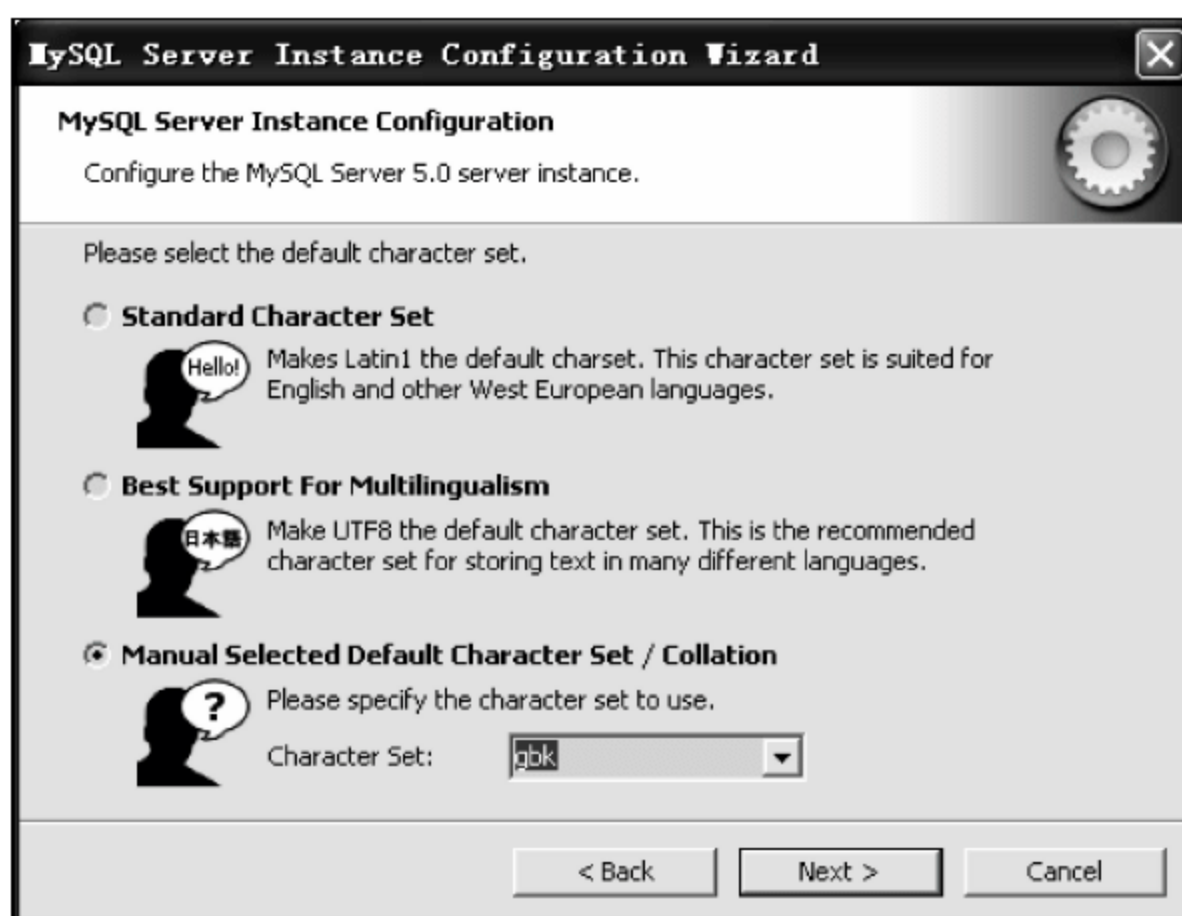 MySQL Server Instance Configuration Wizard
MySQL Server Instance Configuration
Configure the MySQL Server 5.0 server instance.
Please select the default character set.
Standard Character Set
Hello!
Makes Latin1 the default charset. This character set is suited for
English and other West European languages.
Best Support For Multilingualism
日本語
Make UTF8 the default character set. This is the recommended
character set for storing text in many different languages.
Manual Selected Default Character Set / Collation
?
Please specify the character set to use.
Character Set: gbk
< Back Next > Cancel